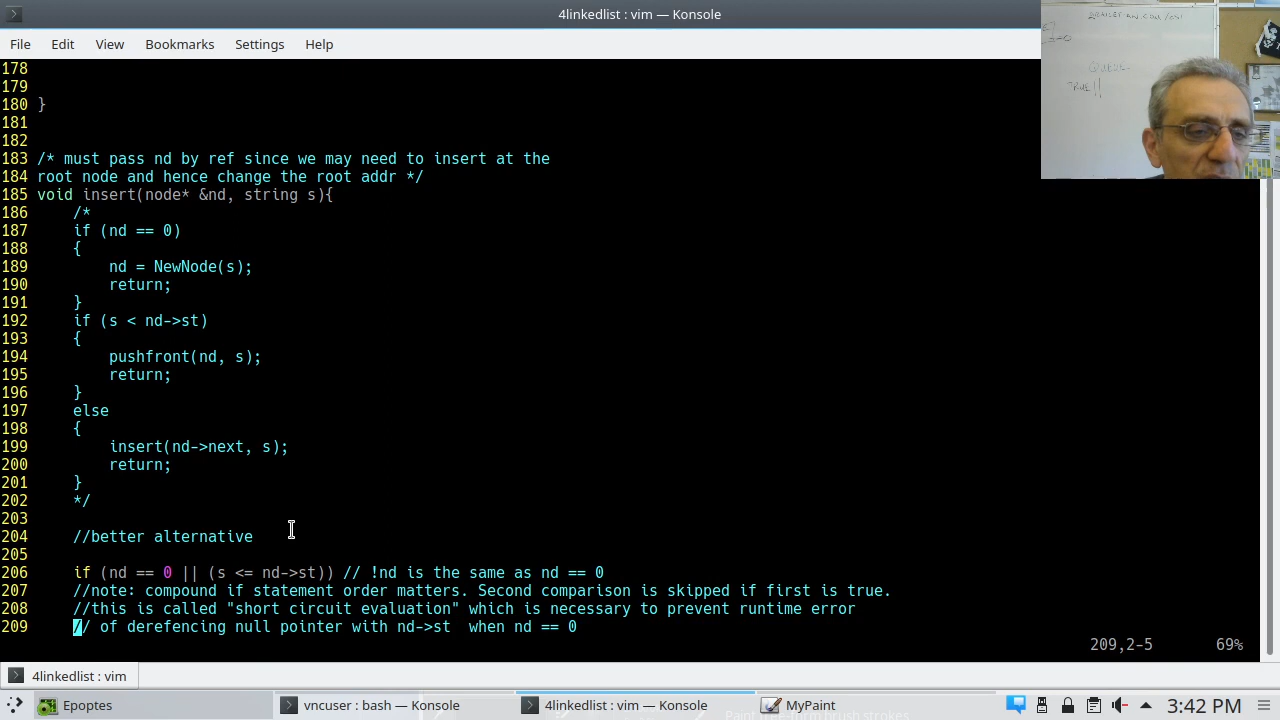 4linkedlist : vim — Konsole
File Edit View Bookmarks Settings Help
178
179
180 }
181
182
183 /* must pass nd by ref since we may need to insert at the
184 root node and hence change the root addr */
185 void insert(node* &nd, string s){
186 /*
187 if (nd == 0)
188 {
189 nd = NewNode(s);
190 return;
191 }
192 if (s < nd->st)
193 {
194 pushfront(nd, s);
195 return;
196 }
197 else
198 {
199 insert(nd->next, s);
200 return;
201 }
202 */
203
204 //better alternative
205
206 if (nd == 0 || (s <= nd->st)) // !nd is the same as nd == 0
207 //note: compound if statement order matters. Second comparison is skipped if first is true.
208 //this is called "short circuit evaluation" which is necessary to prevent runtime error
209 // of derefencing null pointer with nd->st when nd == 0
209,2-5 69%
4linkedlist : vim
Epoptes vncuser : bash — Konsole 4linkedlist : vim — Konsole MyPaint 3:42 PM
TRUE!!